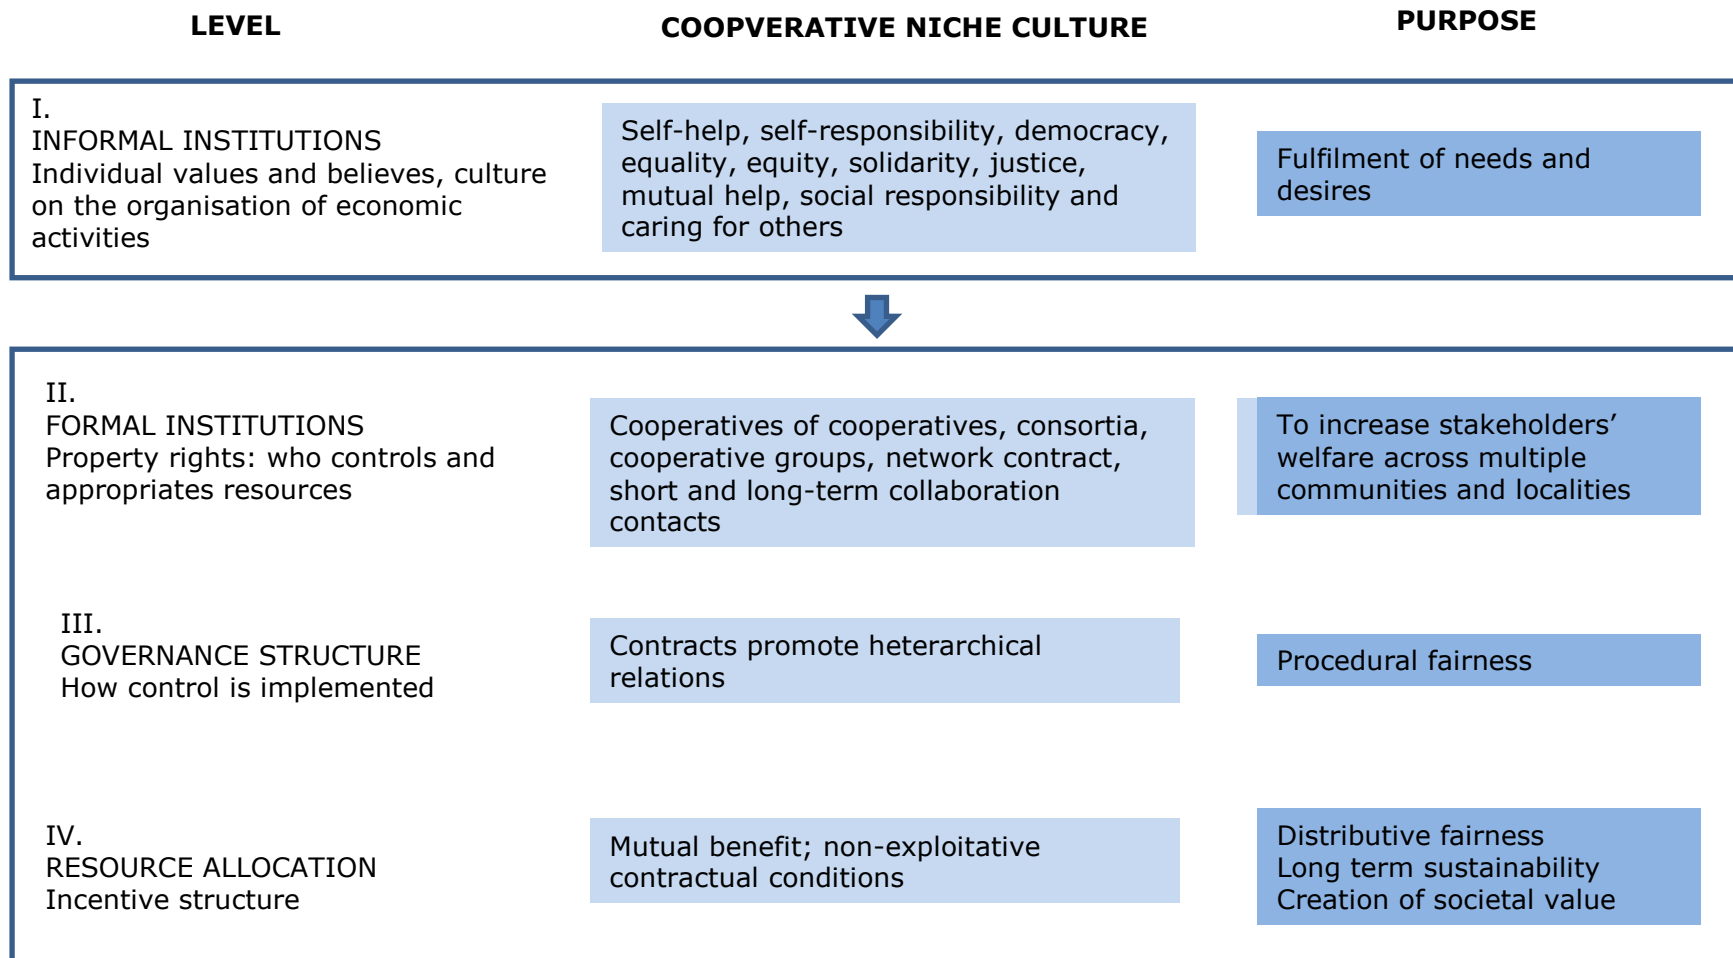 LEVEL
COOPVERATIVE NICHE CULTURE
PURPOSE
I.
INFORMAL INSTITUTIONS
Individual values and believes, culture
on the organisation of economic
activities
Self-help, self-responsibility, democracy,
equality, equity, solidarity, justice,
mutual help, social responsibility and
caring for others
Fulfilment of needs and
desires
II.
FORMAL INSTITUTIONS
Property rights: who controls and
appropriates resources
Cooperatives of cooperatives, consortia,
cooperative groups, network contract,
short and long-term collaboration
contacts
To increase stakeholders’
welfare across multiple
communities and localities
III.
GOVERNANCE STRUCTURE
How control is implemented
Contracts promote heterarchical
relations
Procedural fairness
IV.
RESOURCE ALLOCATION
Incentive structure
Mutual benefit; non-exploitative
contractual conditions
Distributive fairness
Long term sustainability
Creation of societal value